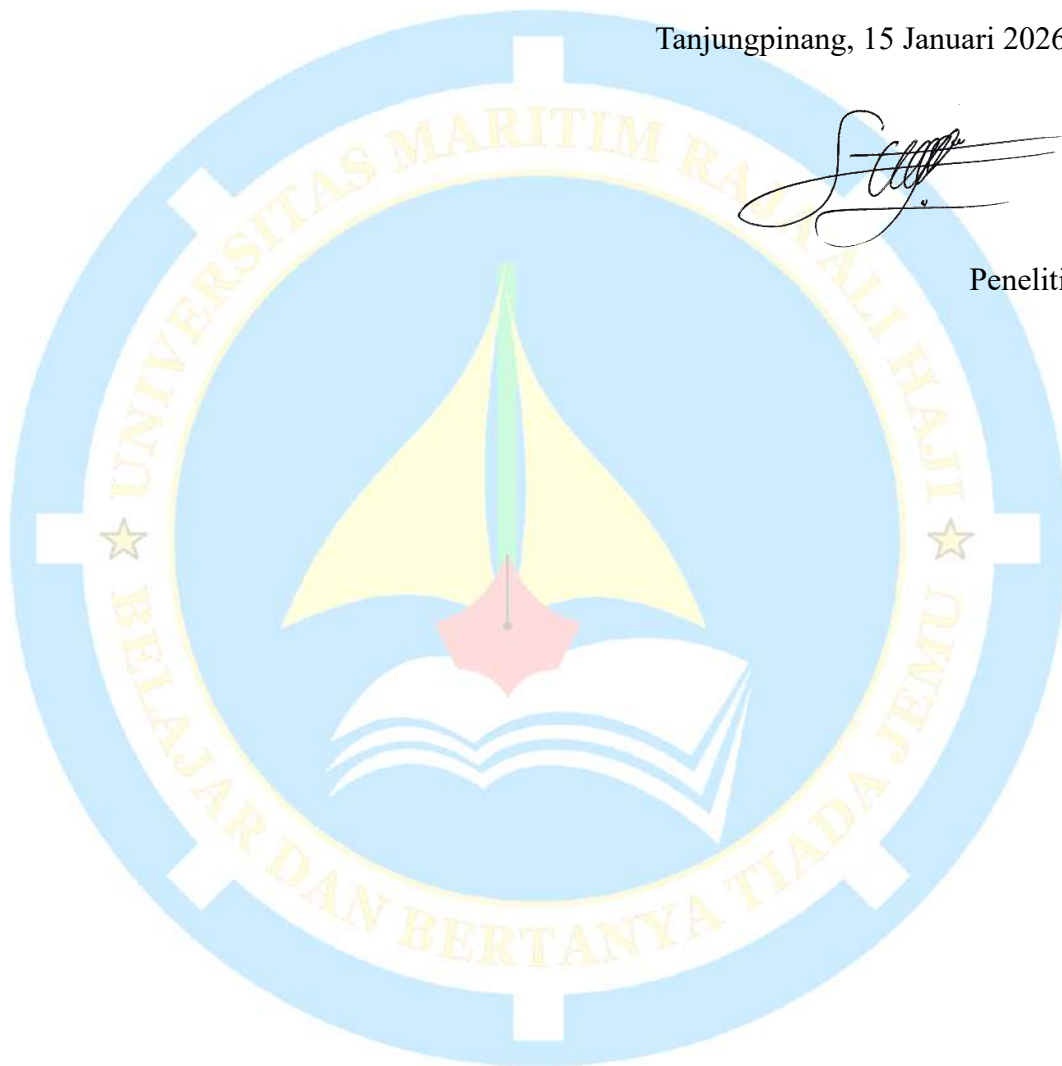 Tanjungpinang, 15 Januari 2026
Peneliti
UNIVERSITAS MARITIM RAJA ALI HAJI
BELAJAR DAN BERTANYA TIADA JEMU